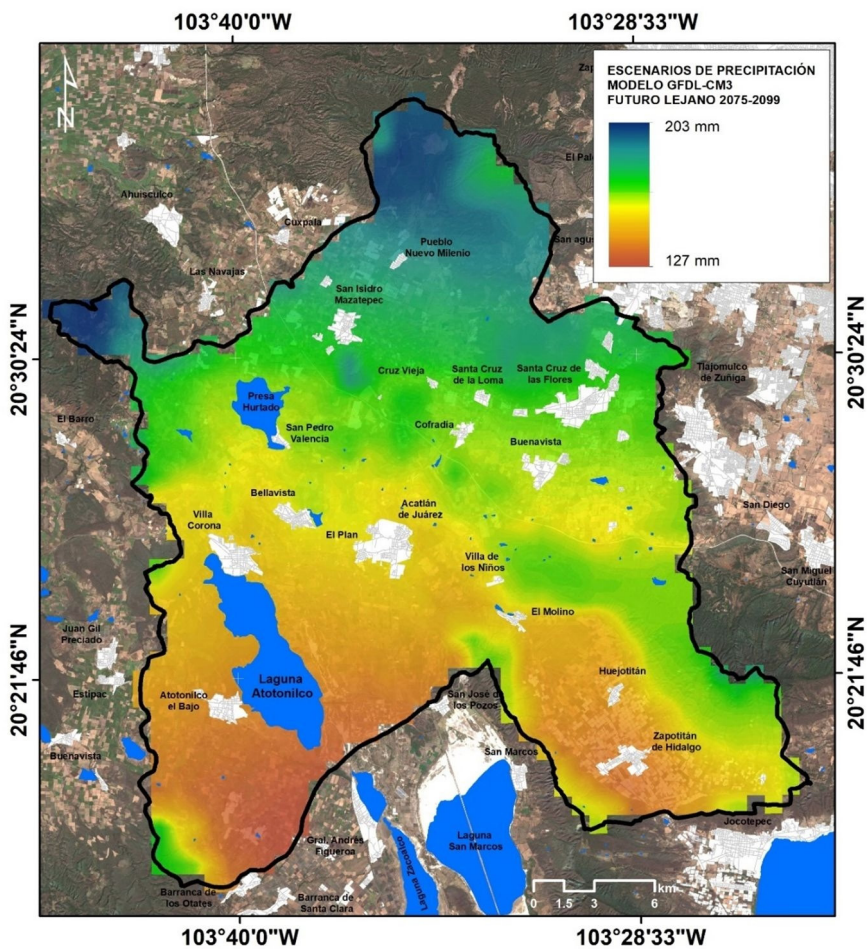 103°40'0"W
103°28'33"W
N
ESCENARIOS DE PRECIPITACIÓN
MODELO GFDL-CM3
FUTURO LEJANO 2075-2099
203 mm
127 mm
El
San
Ahuisculco
Cuxpala
Pueblo
Nuevo Milenio
Las Navajas
San Isidro
Mazatepec
20°30'24"N
20°30'24"N
Cruz Vieja
Santa Cruz
de la Loma
Santa Cruz de
las Flores
Tlajomulco
de Zuñiga
Presa
Hurtado
El Barro
San Pedro
Valencia
Cofradía
Buenavista
Bellavista
Acatlán
de Juárez
Villa
Corona
El Plan
San Diego
Villa de
los Niños
San Miguel
Cuyutlán
El Molino
Juan Gil
Preciado
20°21'46"N
20°21'46"N
Estipac
Laguna
Atotonilco
Atotonilco
el Bajo
Huejotitán
San José de
los Pozos
Zapotitán
de Hidalgo
San Marcos
Buenavista
Jocotepec
Gral. Andrés
Figueroa
Laguna Zacoalco
Laguna
San Marcos
Barranca de
los Otates
Barranca de
Santa Clara
km
0 1.5 3 6
103°40'0"W
103°28'33"W